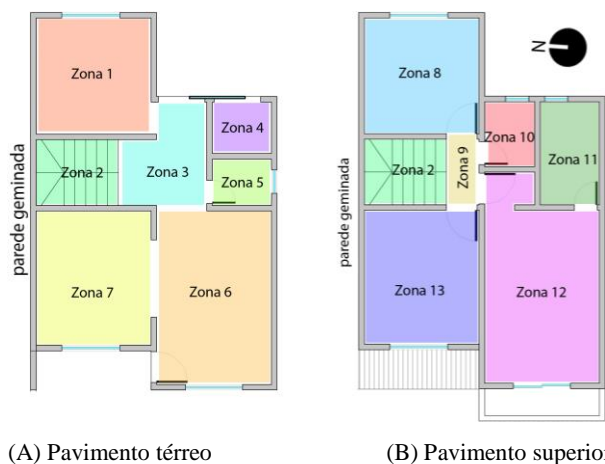 Zona 1
Zona 2
Zona 3
Zona 4
Zona 5
Zona 6
Zona 7
parede geminada
(A) Pavimento térreo
N
Zona 8
Zona 2
Zona 9
Zona 10
Zona 11
Zona 12
Zona 13
parede geminada
(B) Pavimento superior